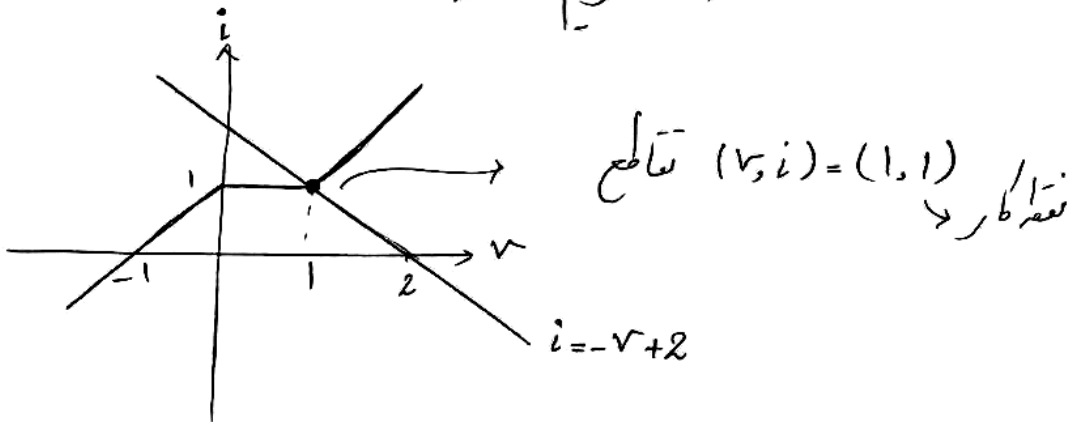 i
تقاطع (v, i) = (1, 1)
نقطه کار
1
v
-1
1
2
i = -v + 2